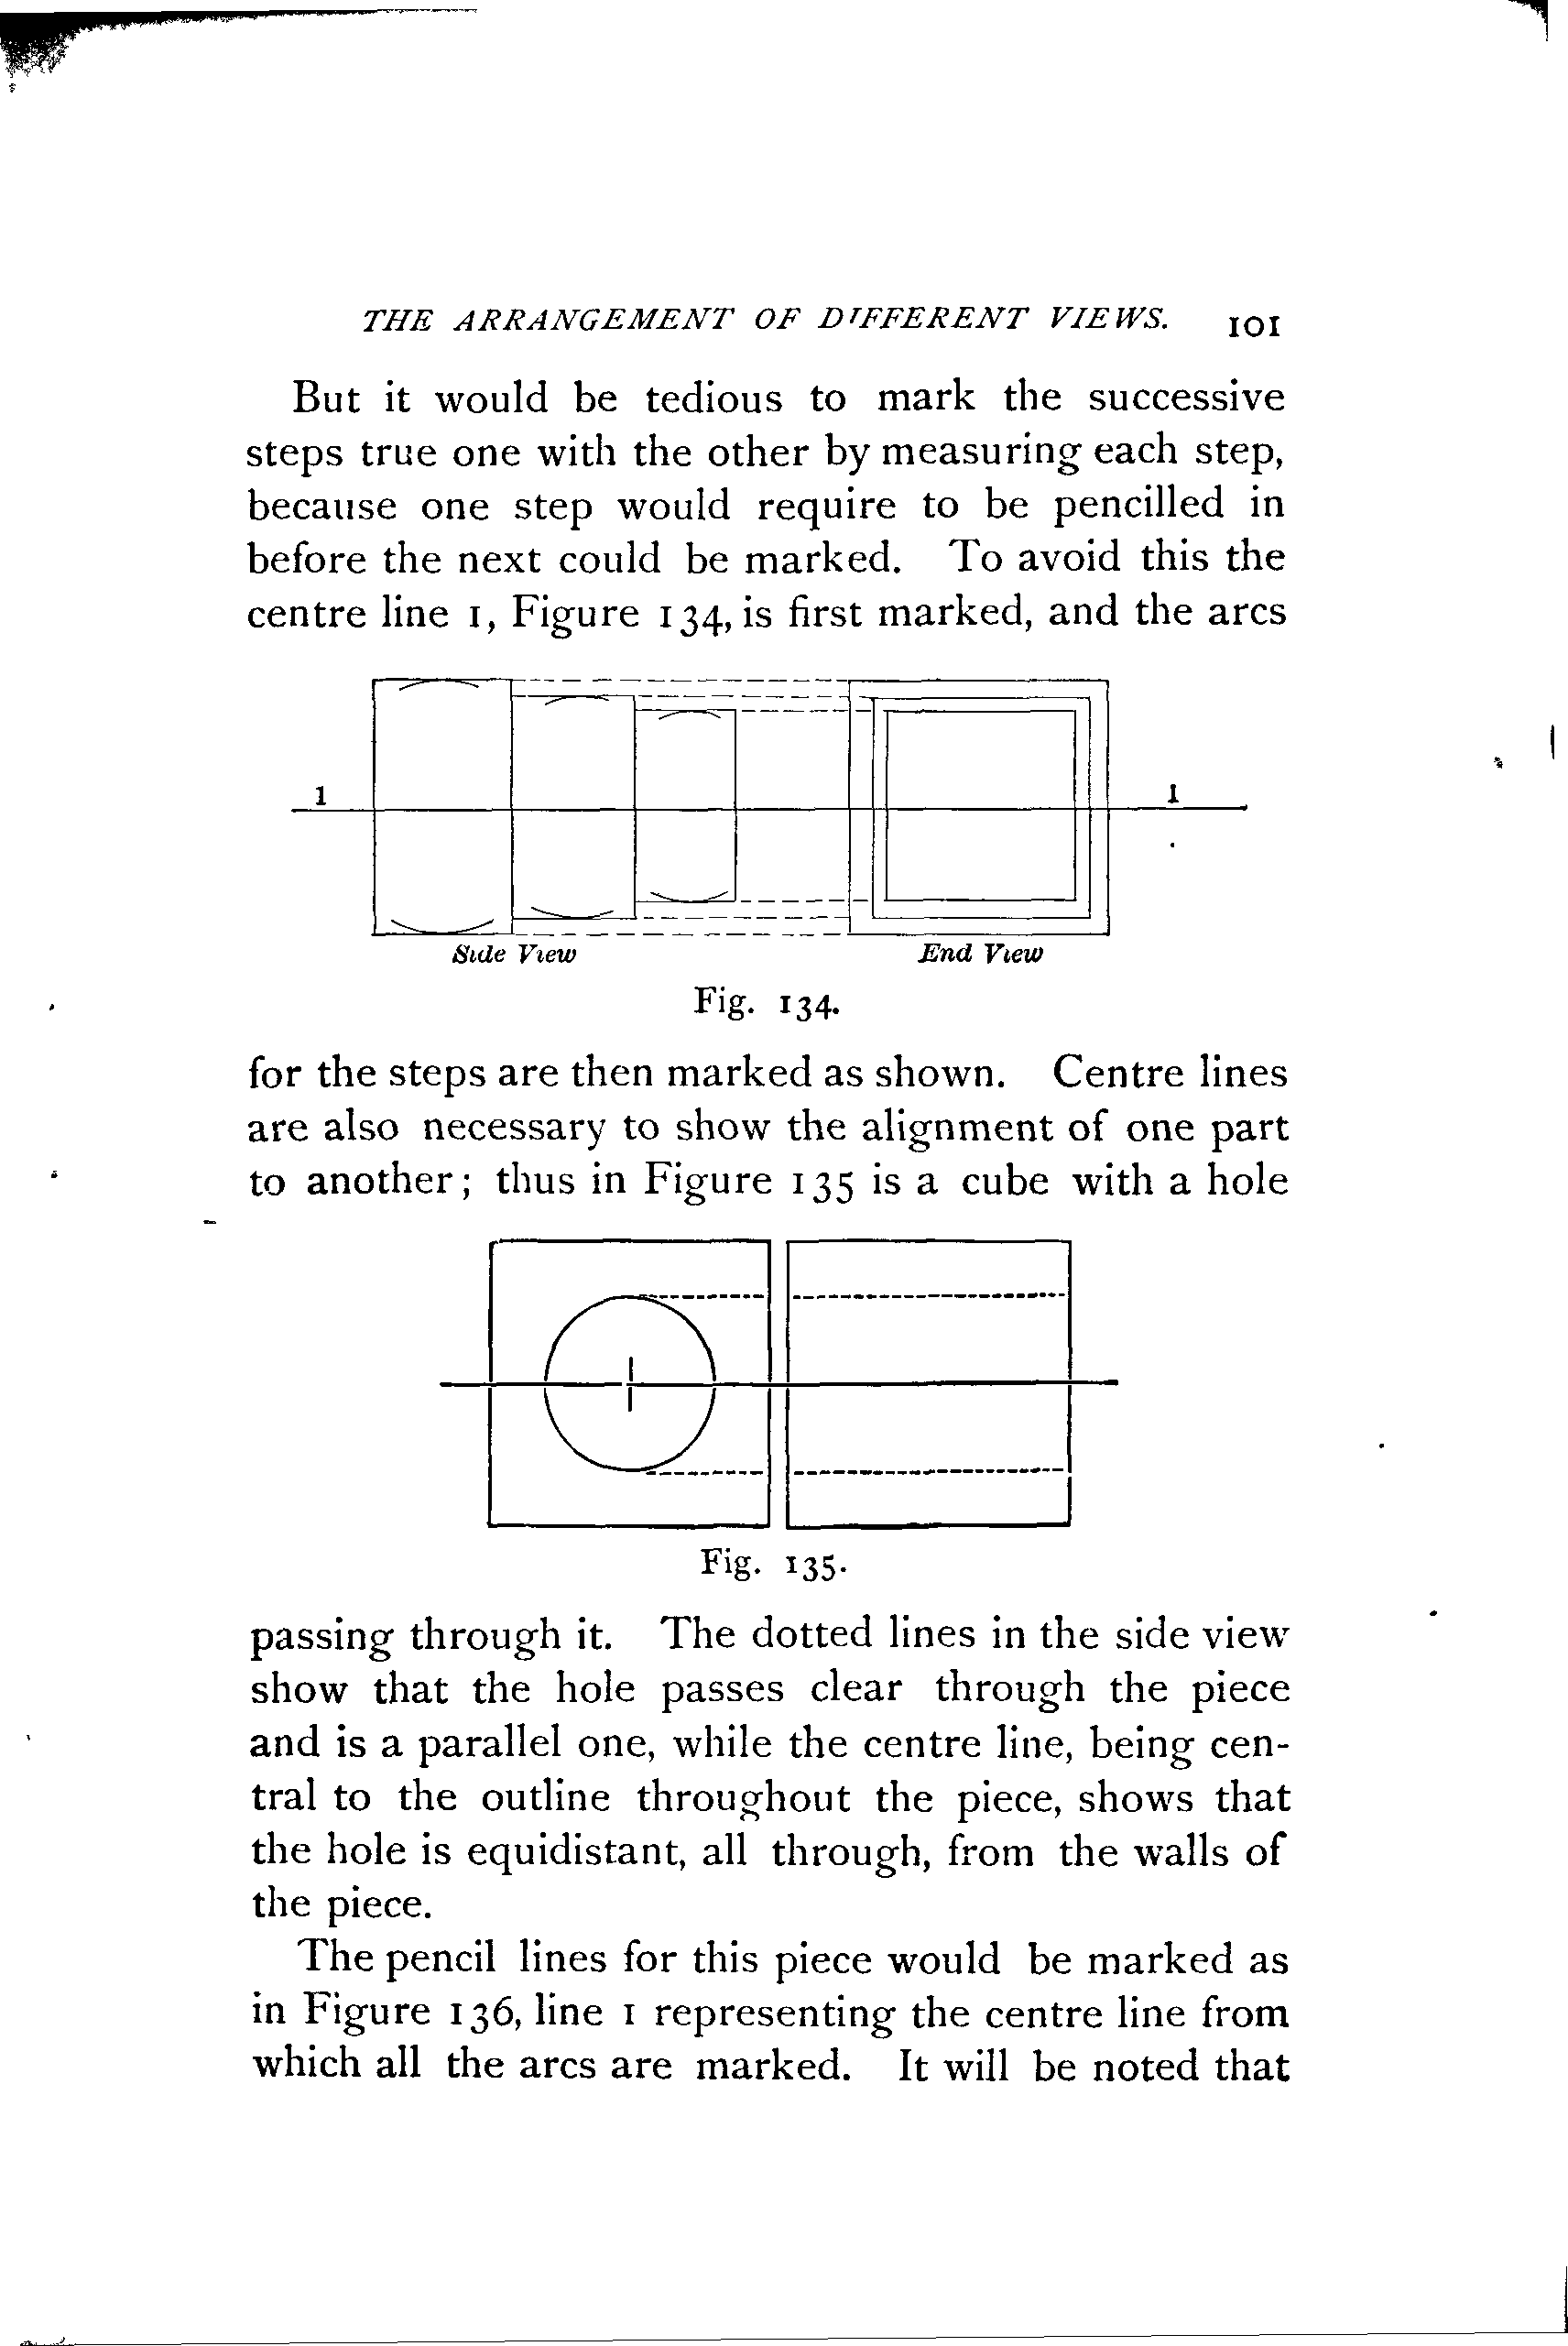 THE ARRANGEMENT OF DIFFERENT VIEWS. 101
But it would be tedious to mark the successive
steps true one with the other by measuring each step,
because one step would require to be pencilled in
before the next could be marked. To avoid this the
centre line 1, Figure 134, is first marked, and the arcs
1 1
Side View End View
Fig. 134.
for the steps are then marked as shown. Centre lines
are also necessary to show the alignment of one part
to another; thus in Figure 135 is a cube with a hole
Fig. 135.
passing through it. The dotted lines in the side view
show that the hole passes clear through the piece
and is a parallel one, while the centre line, being cen-
tral to the outline throughout the piece, shows that
the hole is equidistant, all through, from the walls of
the piece.
The pencil lines for this piece would be marked as
in Figure 136, line 1 representing the centre line from
which all the arcs are marked. It will be noted that